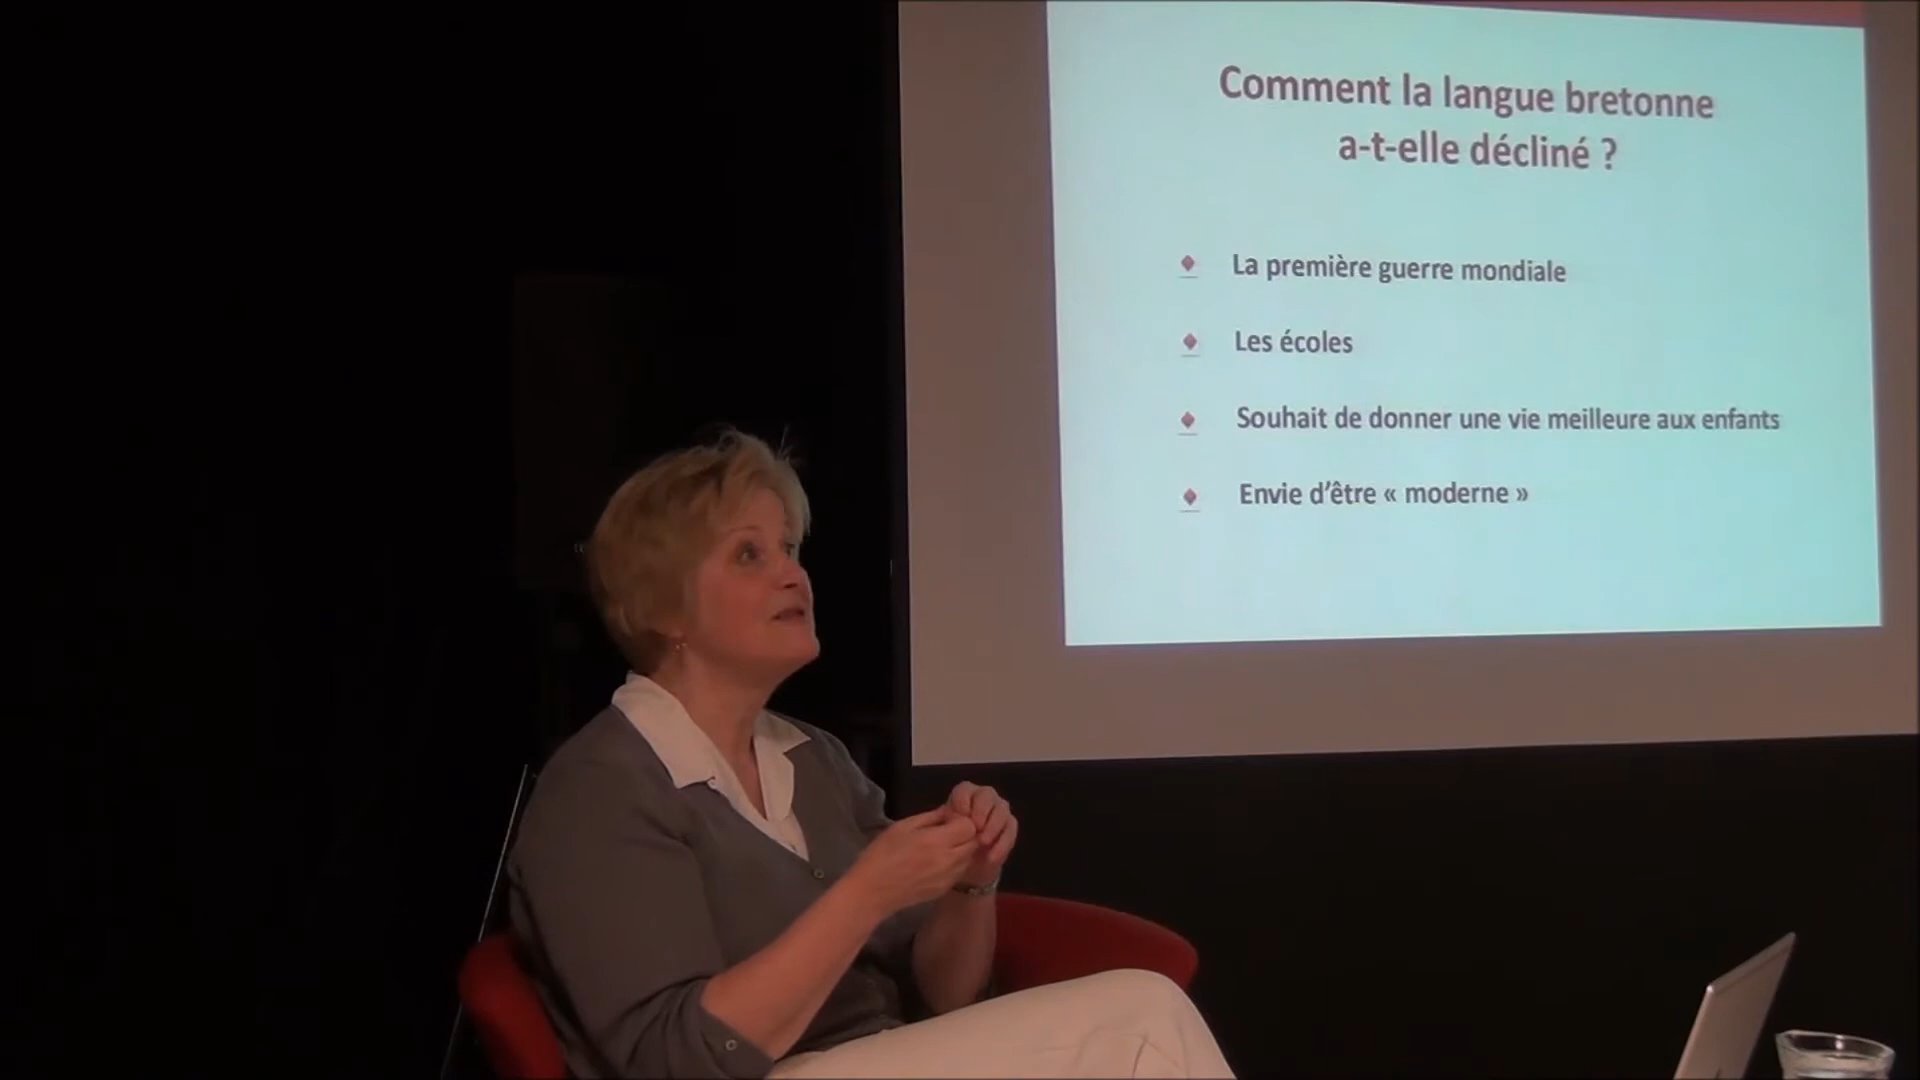 Comment la langue bretonne
a-t-elle décliné ?
La première guerre mondiale
Les écoles
Souhait de donner une vie meilleure aux enfants
Envie d'être « moderne »